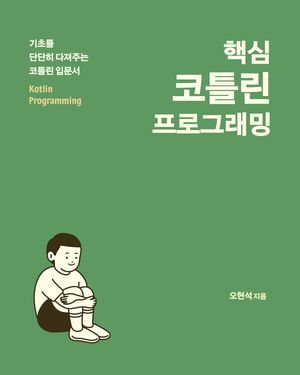 기초를
단단히 다져주는
코틀린 입문서
Kotlin
Programming
핵심
코틀린
프로그래밍
오현석 지음